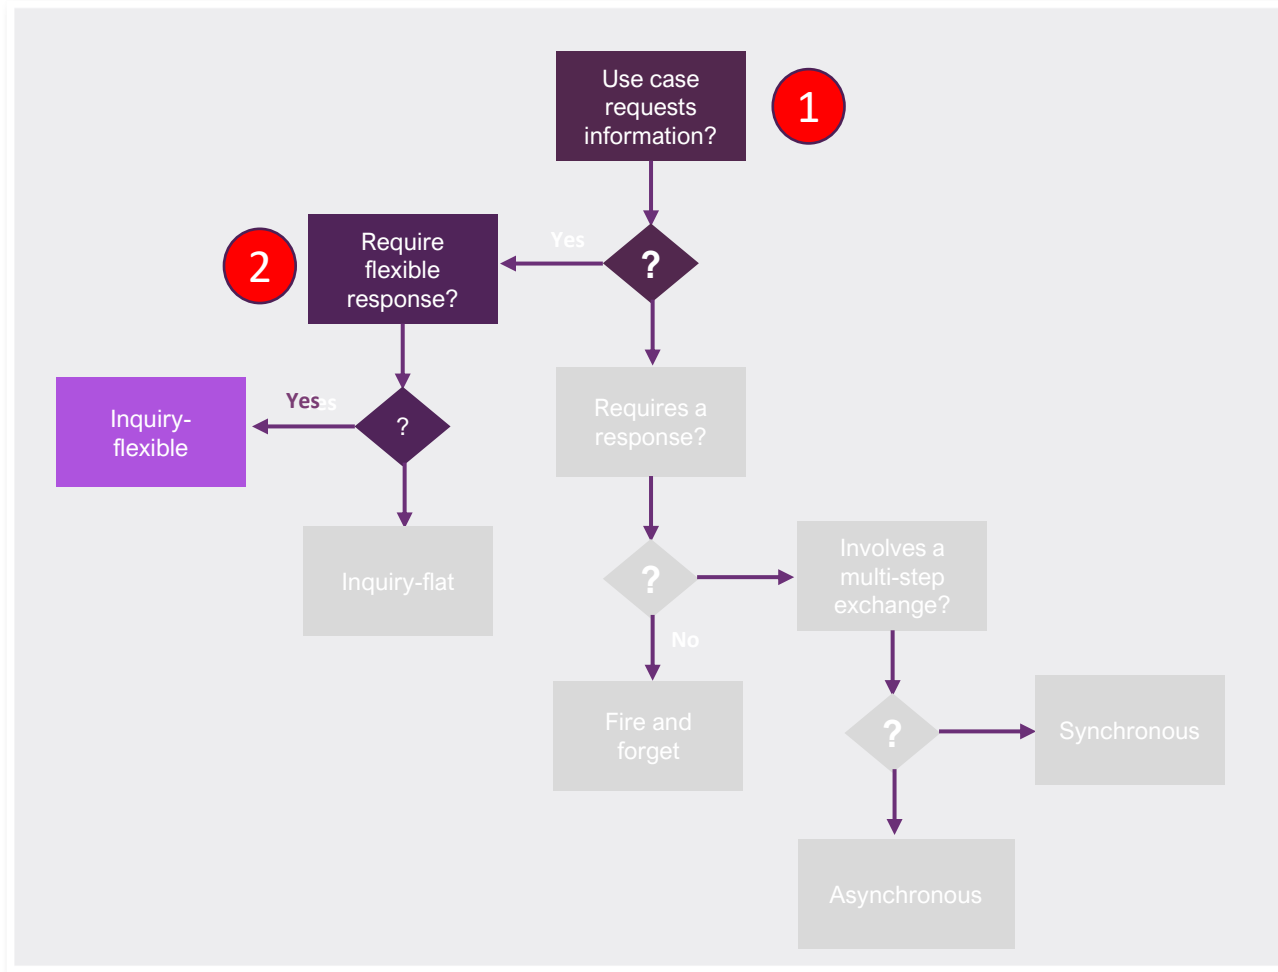 Use case
requests
information?
1
?
Yes
Require
flexible
response?
2
?
Yes
Yes
Inquiry-
flexible
Inquiry-flat
Requires a
response?
?
No
Fire and
forget
Involves a
multi-step
exchange?
?
Synchronous
Asynchronous